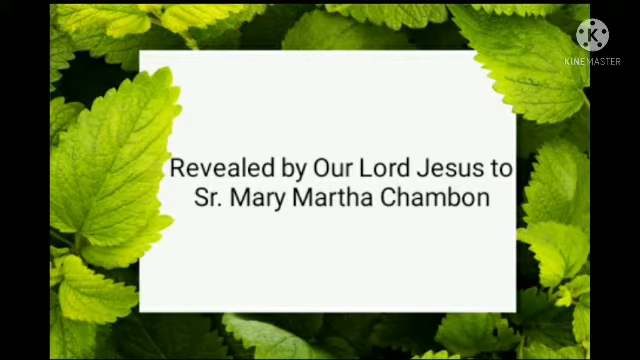 KINEMASTER
Revealed by Our Lord Jesus to
Sr. Mary Martha Chambon